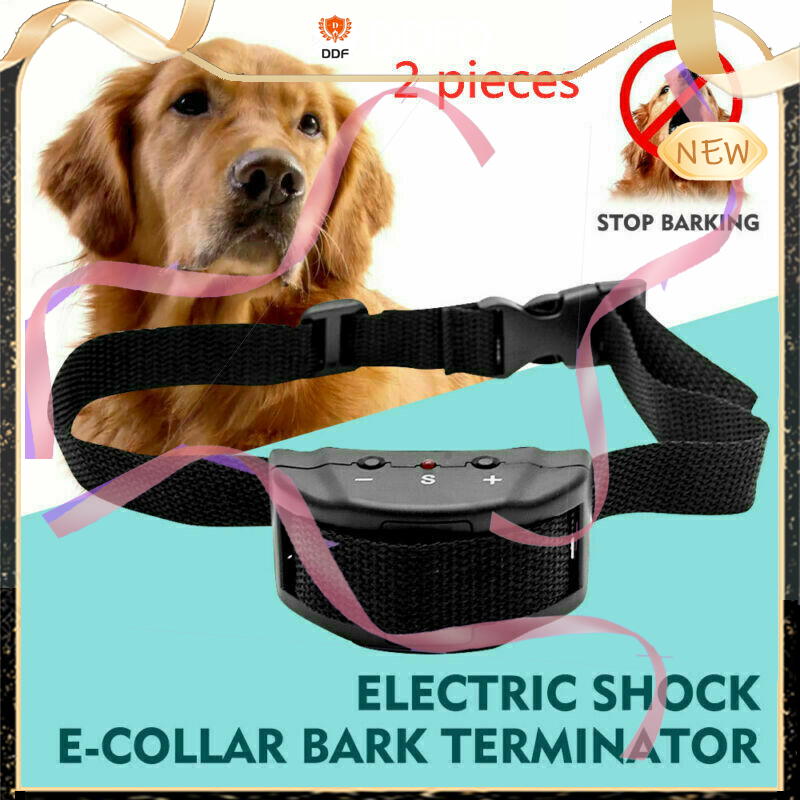 DDF
2 pieces
NEW
STOP BARKING
- S +
ELECTRIC SHOCK
E-COLLAR BARK TERMINATOR